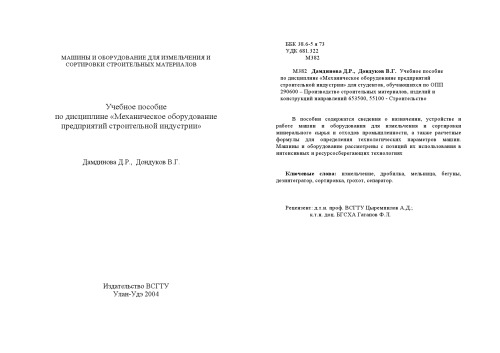 МАШИНЫ И ОБОРУДОВАНИЕ ДЛЯ ИЗМЕЛЬЧЕНИЯ И
СОРТИРОВКИ СТРОИТЕЛЬНЫХ МАТЕРИАЛОВ
Учебное пособие
по дисциплине «Механическое оборудование
предприятий строительной индустрии»
Дамдинова Д.Р., Дондуков В.Г.
Издательство ВСГТУ
Улан-Удэ 2004
ББК 38.6-5 я 73
УДК 681.322
М382
М382 Дамдинова Д.Р., Дондуков В.Г. Учебное пособие
по дисциплине «Механическое оборудование предприятий
строительной индустрии» для студентов, обучающихся по ОПП
290600 – Производство строительных материалов, изделий и
конструкций направлений 653500, 55100 - Строительство
В пособии содержатся сведения о назначении, устройстве и
работе машин и оборудования для измельчения и сортировки
минерального сырья и отходов промышленности, а также расчетные
формулы для определения технологических параметров машин.
Машины и оборудование рассмотрены с позиций их использования в
интенсивных и ресурсосберегающих технологиях.
Ключевые слова: измельчение, дробилка, мельница, бегуны,
дезинтегратор, сортировка, грохот, сепаратор.
Рецензент: д.т.н. проф. ВСГТУ Цыремпилов А.Д.;
к.т.н. доц. БГСХА Гапапов Ф.Л.